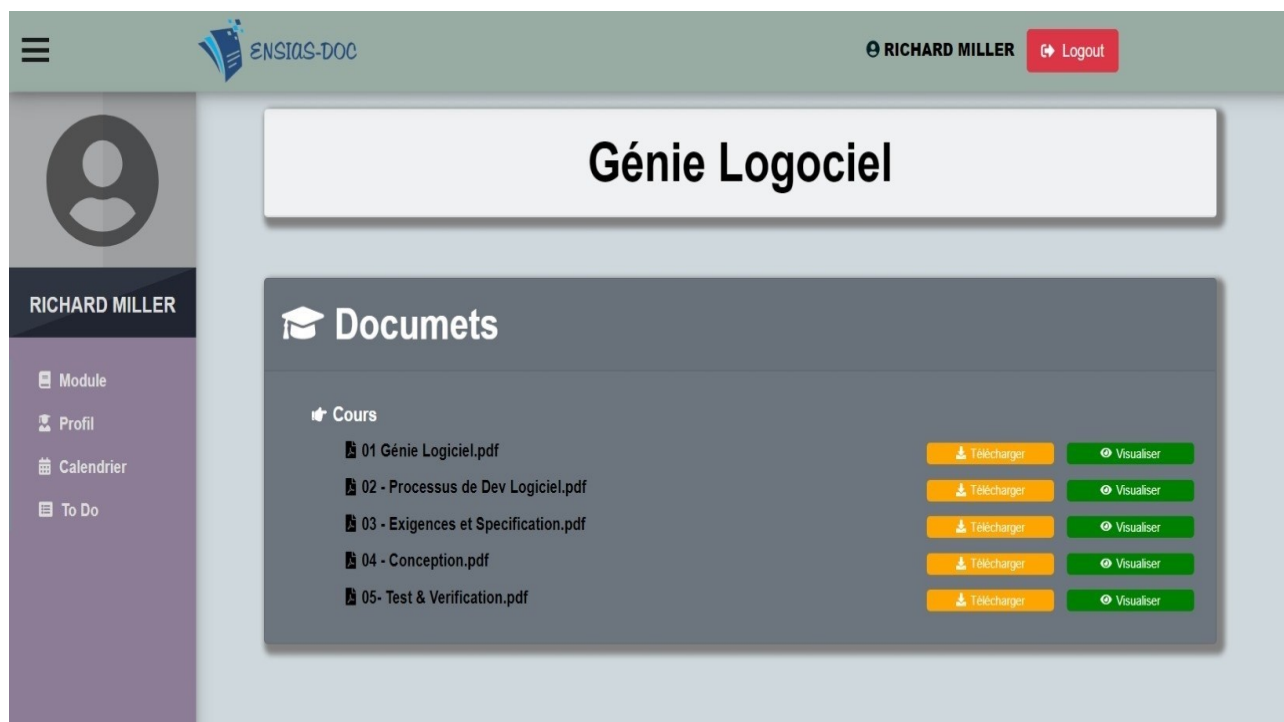 ENSIAS-DOC
RICHARD MILLER
Logout
Génie Logociel
RICHARD MILLER
Module
Profil
Calendrier
To Do
Documets
Cours
01 Génie Logiciel.pdf Télécharger Visualiser
02 - Processus de Dev Logiciel.pdf Télécharger Visualiser
03 - Exigences et Specification.pdf Télécharger Visualiser
04 - Conception.pdf Télécharger Visualiser
05- Test & Verification.pdf Télécharger Visualiser